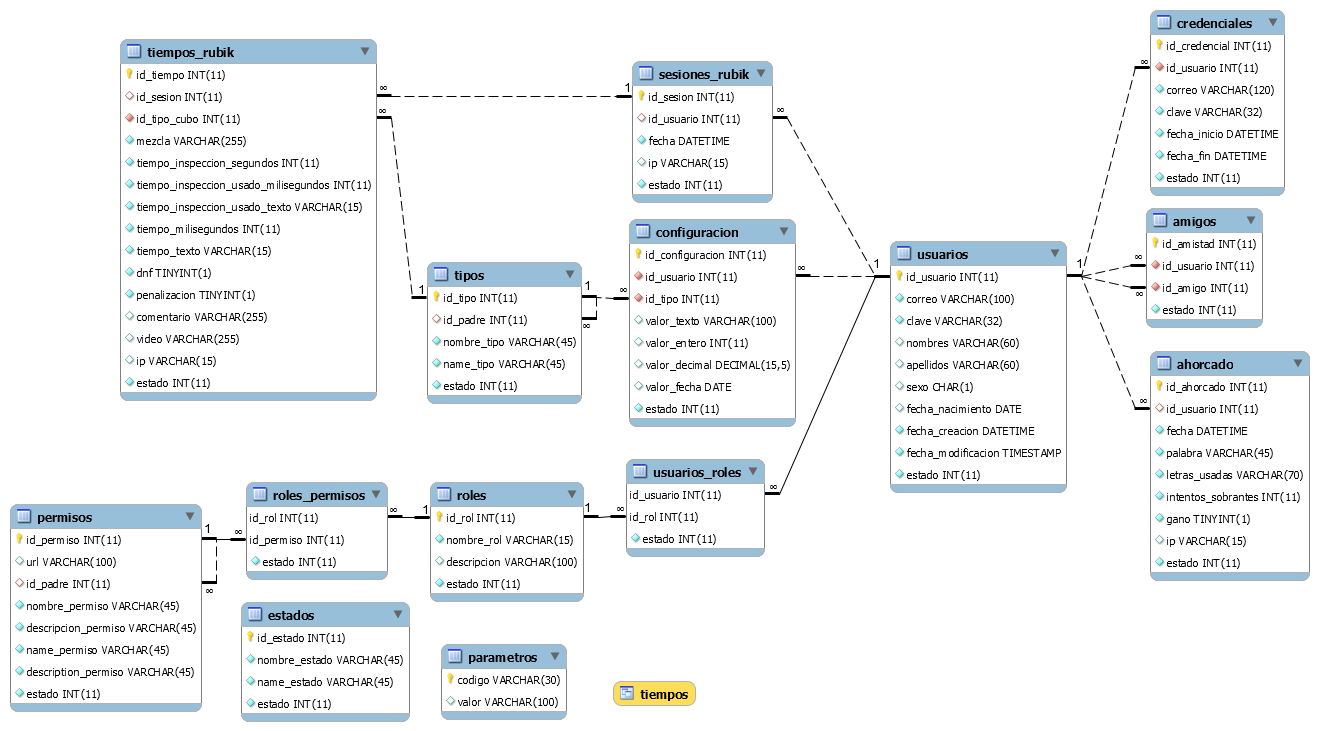 tiempos_rubik
id_tiempo INT(11)
id_sesion INT(11)
id_tipo_cubo INT(11)
mezcla VARCHAR(255)
tiempo_inspeccion_segundos INT(11)
tiempo_inspeccion_usado_milisegundos INT(11)
tiempo_inspeccion_usado_texto VARCHAR(15)
tiempo_milisegundos INT(11)
tiempo_texto VARCHAR(15)
dnf TINYINT(1)
penalizacion TINYINT(1)
comentario VARCHAR(255)
video VARCHAR(255)
ip VARCHAR(15)
estado INT(11)
∞
1
∞
1
sesiones_rubik
id_sesion INT(11)
id_usuario INT(11)
fecha DATETIME
ip VARCHAR(15)
estado INT(11)
∞
tipos
id_tipo INT(11)
id_padre INT(11)
nombre_tipo VARCHAR(45)
name_tipo VARCHAR(45)
estado INT(11)
1
∞
∞
configuracion
id_configuracion INT(11)
id_usuario INT(11)
id_tipo INT(11)
valor_texto VARCHAR(100)
valor_entero INT(11)
valor_decimal DECIMAL(15,5)
valor_fecha DATE
estado INT(11)
∞
1
usuarios
id_usuario INT(11)
correo VARCHAR(100)
clave VARCHAR(32)
nombres VARCHAR(60)
apellidos VARCHAR(60)
sexo CHAR(1)
fecha_nacimiento DATE
fecha_creacion DATETIME
fecha_modificacion TIMESTAMP
estado INT(11)
1
∞
credenciales
id_credencial INT(11)
id_usuario INT(11)
correo VARCHAR(120)
clave VARCHAR(32)
fecha_inicio DATETIME
fecha_fin DATETIME
estado INT(11)
∞
∞
amigos
id_amistad INT(11)
id_usuario INT(11)
id_amigo INT(11)
estado INT(11)
∞
ahorcado
id_ahorcado INT(11)
id_usuario INT(11)
fecha DATETIME
palabra VARCHAR(45)
letras_usadas VARCHAR(70)
intentos_sobrantes INT(11)
gano TINYINT(1)
ip VARCHAR(15)
estado INT(11)
permisos
id_permiso INT(11)
url VARCHAR(100)
id_padre INT(11)
nombre_permiso VARCHAR(45)
descripcion_permiso VARCHAR(45)
name_permiso VARCHAR(45)
description_permiso VARCHAR(45)
estado INT(11)
1
∞
∞
roles_permisos
id_rol INT(11)
id_permiso INT(11)
estado INT(11)
∞
1
roles
id_rol INT(11)
nombre_rol VARCHAR(15)
descripcion VARCHAR(100)
estado INT(11)
1
∞
usuarios_roles
id_usuario INT(11)
id_rol INT(11)
estado INT(11)
∞
estados
id_estado INT(11)
nombre_estado VARCHAR(45)
name_estado VARCHAR(45)
estado INT(11)
parametros
codigo VARCHAR(30)
valor VARCHAR(100)
tiempos